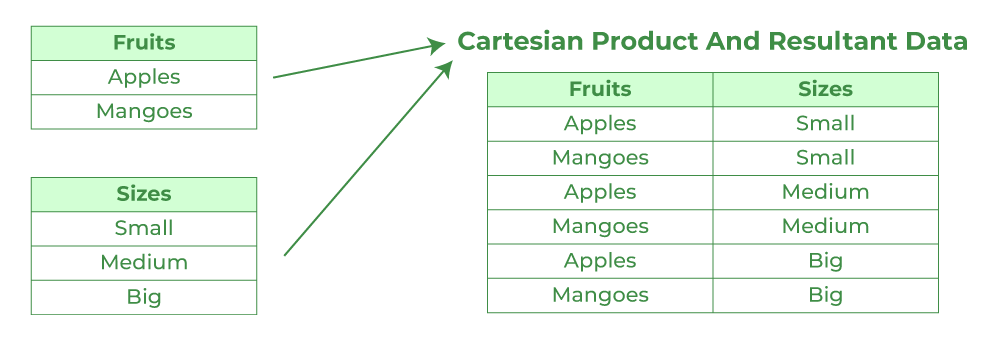 Fruits
Apples
Mangoes
Sizes
Small
Medium
Big
Cartesian Product And Resultant Data
Fruits Sizes
Apples Small
Mangoes Small
Apples Medium
Mangoes Medium
Apples Big
Mangoes Big